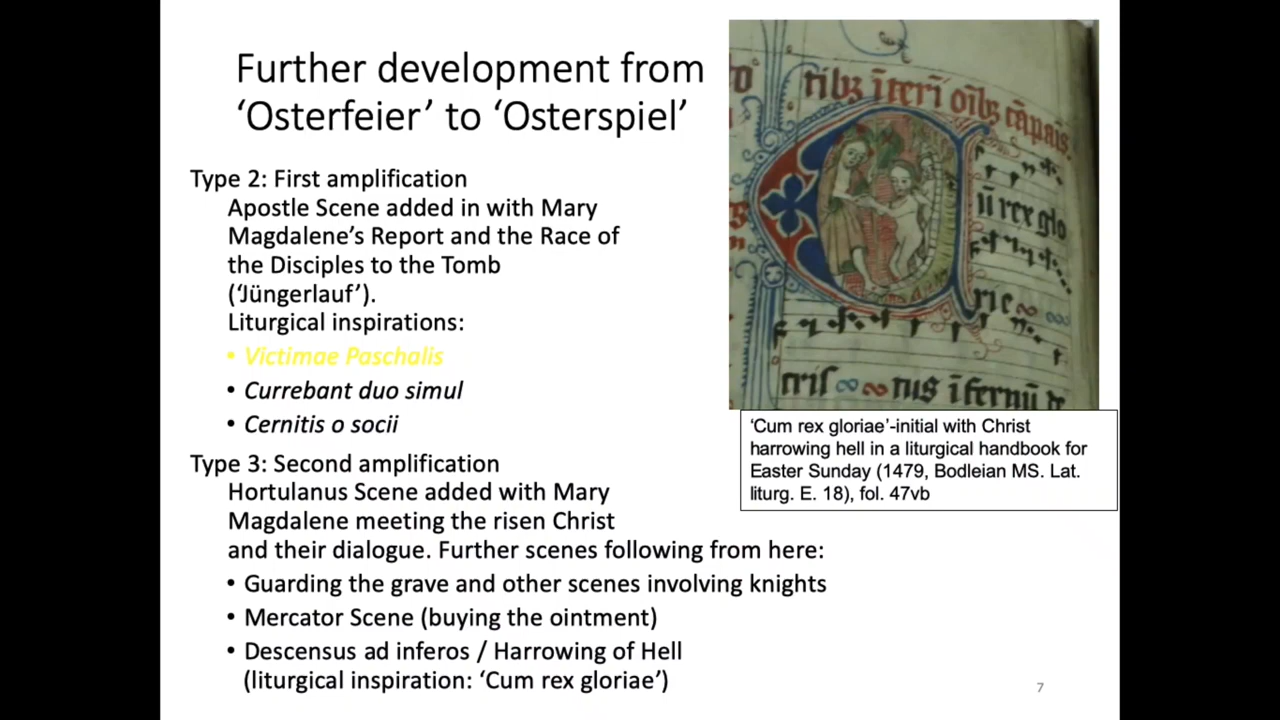 Further development from
‘Osterfeier’ to ‘Osterspiel’
Type 2: First amplification
Apostle Scene added in with Mary
Magdalene’s Report and the Race of
the Disciples to the Tomb
(‘Jüngerlauf’).
Liturgical inspirations:
• Victimae Paschalis
• Currebant duo simul
• Cernitis o socii
Type 3: Second amplification
Hortulanus Scene added with Mary
Magdalene meeting the risen Christ
and their dialogue. Further scenes following from here:
• Guarding the grave and other scenes involving knights
• Mercator Scene (buying the ointment)
• Descensus ad inferos / Harrowing of Hell
(liturgical inspiration: ‘Cum rex gloriae’)
ũ rex glo
rie
‘Cum rex gloriae’-initial with Christ
harrowing hell in a liturgical handbook for
Easter Sunday (1479, Bodleian MS. Lat.
liturg. E. 18), fol. 47vb
7